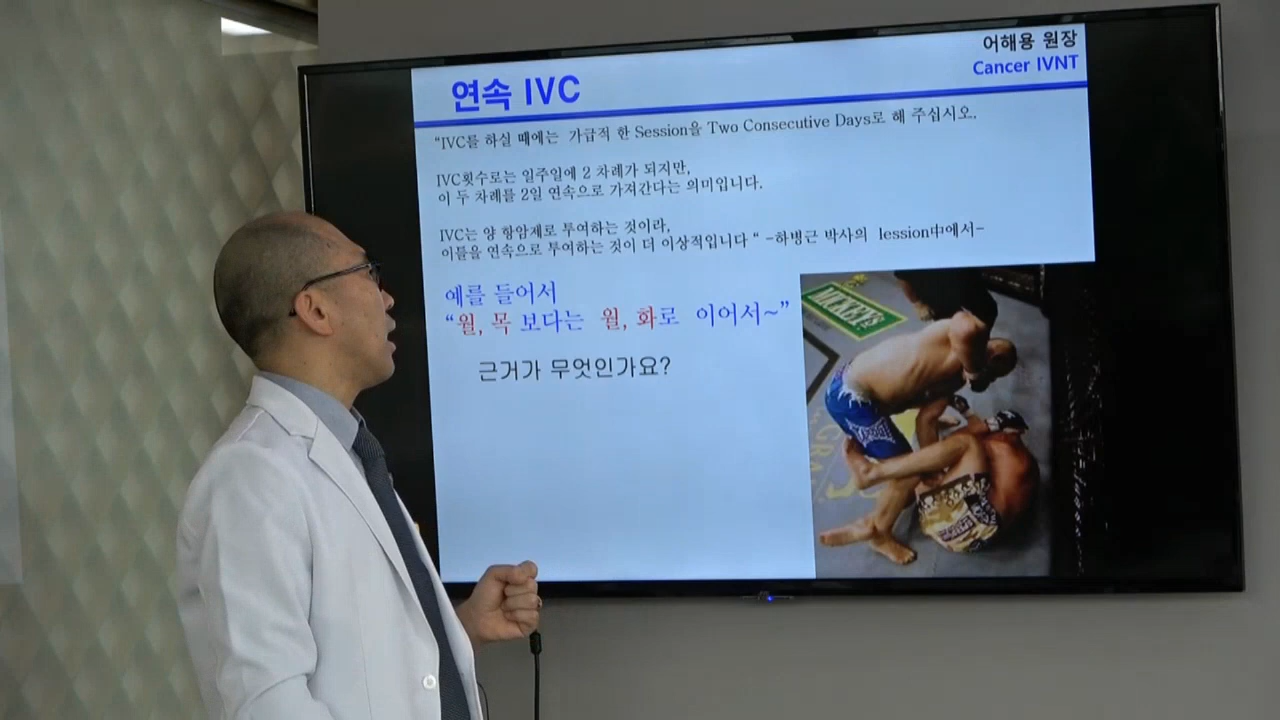 어해용 원장
Cancer IVNT
연속 IVC
“IVC를 하실 때에는 가급적 한 Session을 Two Consecutive Days로 해 주십시오.
IVC횟수로는 일주일에 2 차례가 되지만,
이 두 차례를 2일 연속으로 가져간다는 의미입니다.
IVC는 양 항암제로 투여하는 것이라,
이틀을 연속으로 투여하는 것이 더 이상적입니다 “ -하병근 박사의 lession中에서-
예를 들어서
“월, 목 보다는 월, 화로 이어서~”
근거가 무엇인가요?
MICKEY's